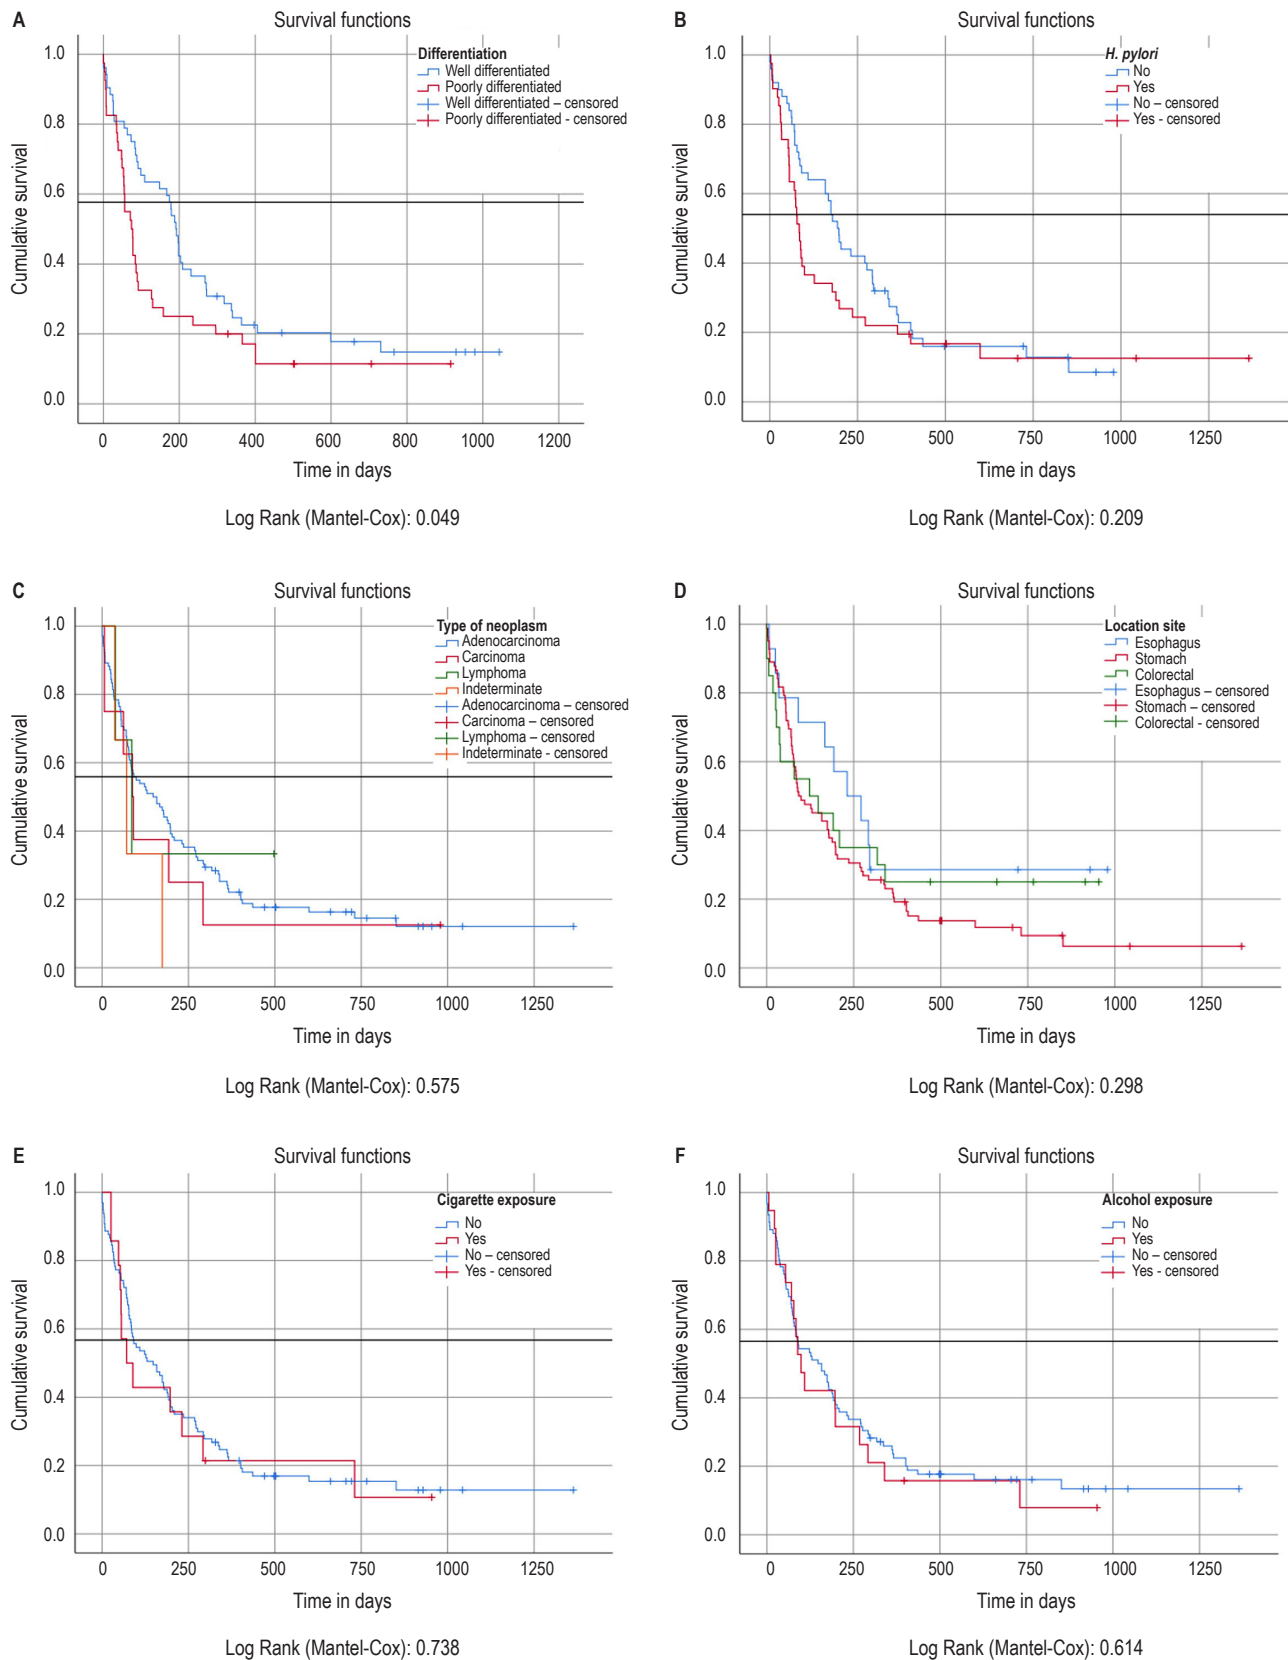 A
Survival functions
Differentiation
Well differentiated
Poorly differentiated
Well differentiated – censored
Poorly differentiated - censored
Cumulative survival
1.0
0.8
0.6
0.4
0.2
0.0
0 200 400 600 800 1000 1200
Time in days
Log Rank (Mantel-Cox): 0.049
B
Survival functions
H. pylori
No
Yes
No – censored
Yes - censored
Cumulative survival
1.0
0.8
0.6
0.4
0.2
0.0
0 250 500 750 1000 1250
Time in days
Log Rank (Mantel-Cox): 0.209
C
Survival functions
Type of neoplasm
Adenocarcinoma
Carcinoma
Lymphoma
Indeterminate
Adenocarcinoma – censored
Carcinoma – censored
Lymphoma – censored
Indeterminate - censored
Cumulative survival
1.0
0.8
0.6
0.4
0.2
0.0
0 250 500 750 1000 1250
Time in days
Log Rank (Mantel-Cox): 0.575
D
Survival functions
Location site
Esophagus
Stomach
Colorectal
Esophagus – censored
Stomach – censored
Colorectal - censored
Cumulative survival
1.0
0.8
0.6
0.4
0.2
0.0
0 250 500 750 1000 1250
Time in days
Log Rank (Mantel-Cox): 0.298
E
Survival functions
Cigarette exposure
No
Yes
No – censored
Yes - censored
Cumulative survival
1.0
0.8
0.6
0.4
0.2
0.0
0 250 500 750 1000 1250
Time in days
Log Rank (Mantel-Cox): 0.738
F
Survival functions
Alcohol exposure
No
Yes
No – censored
Yes - censored
Cumulative survival
1.0
0.8
0.6
0.4
0.2
0.0
0 250 500 750 1000 1250
Time in days
Log Rank (Mantel-Cox): 0.614